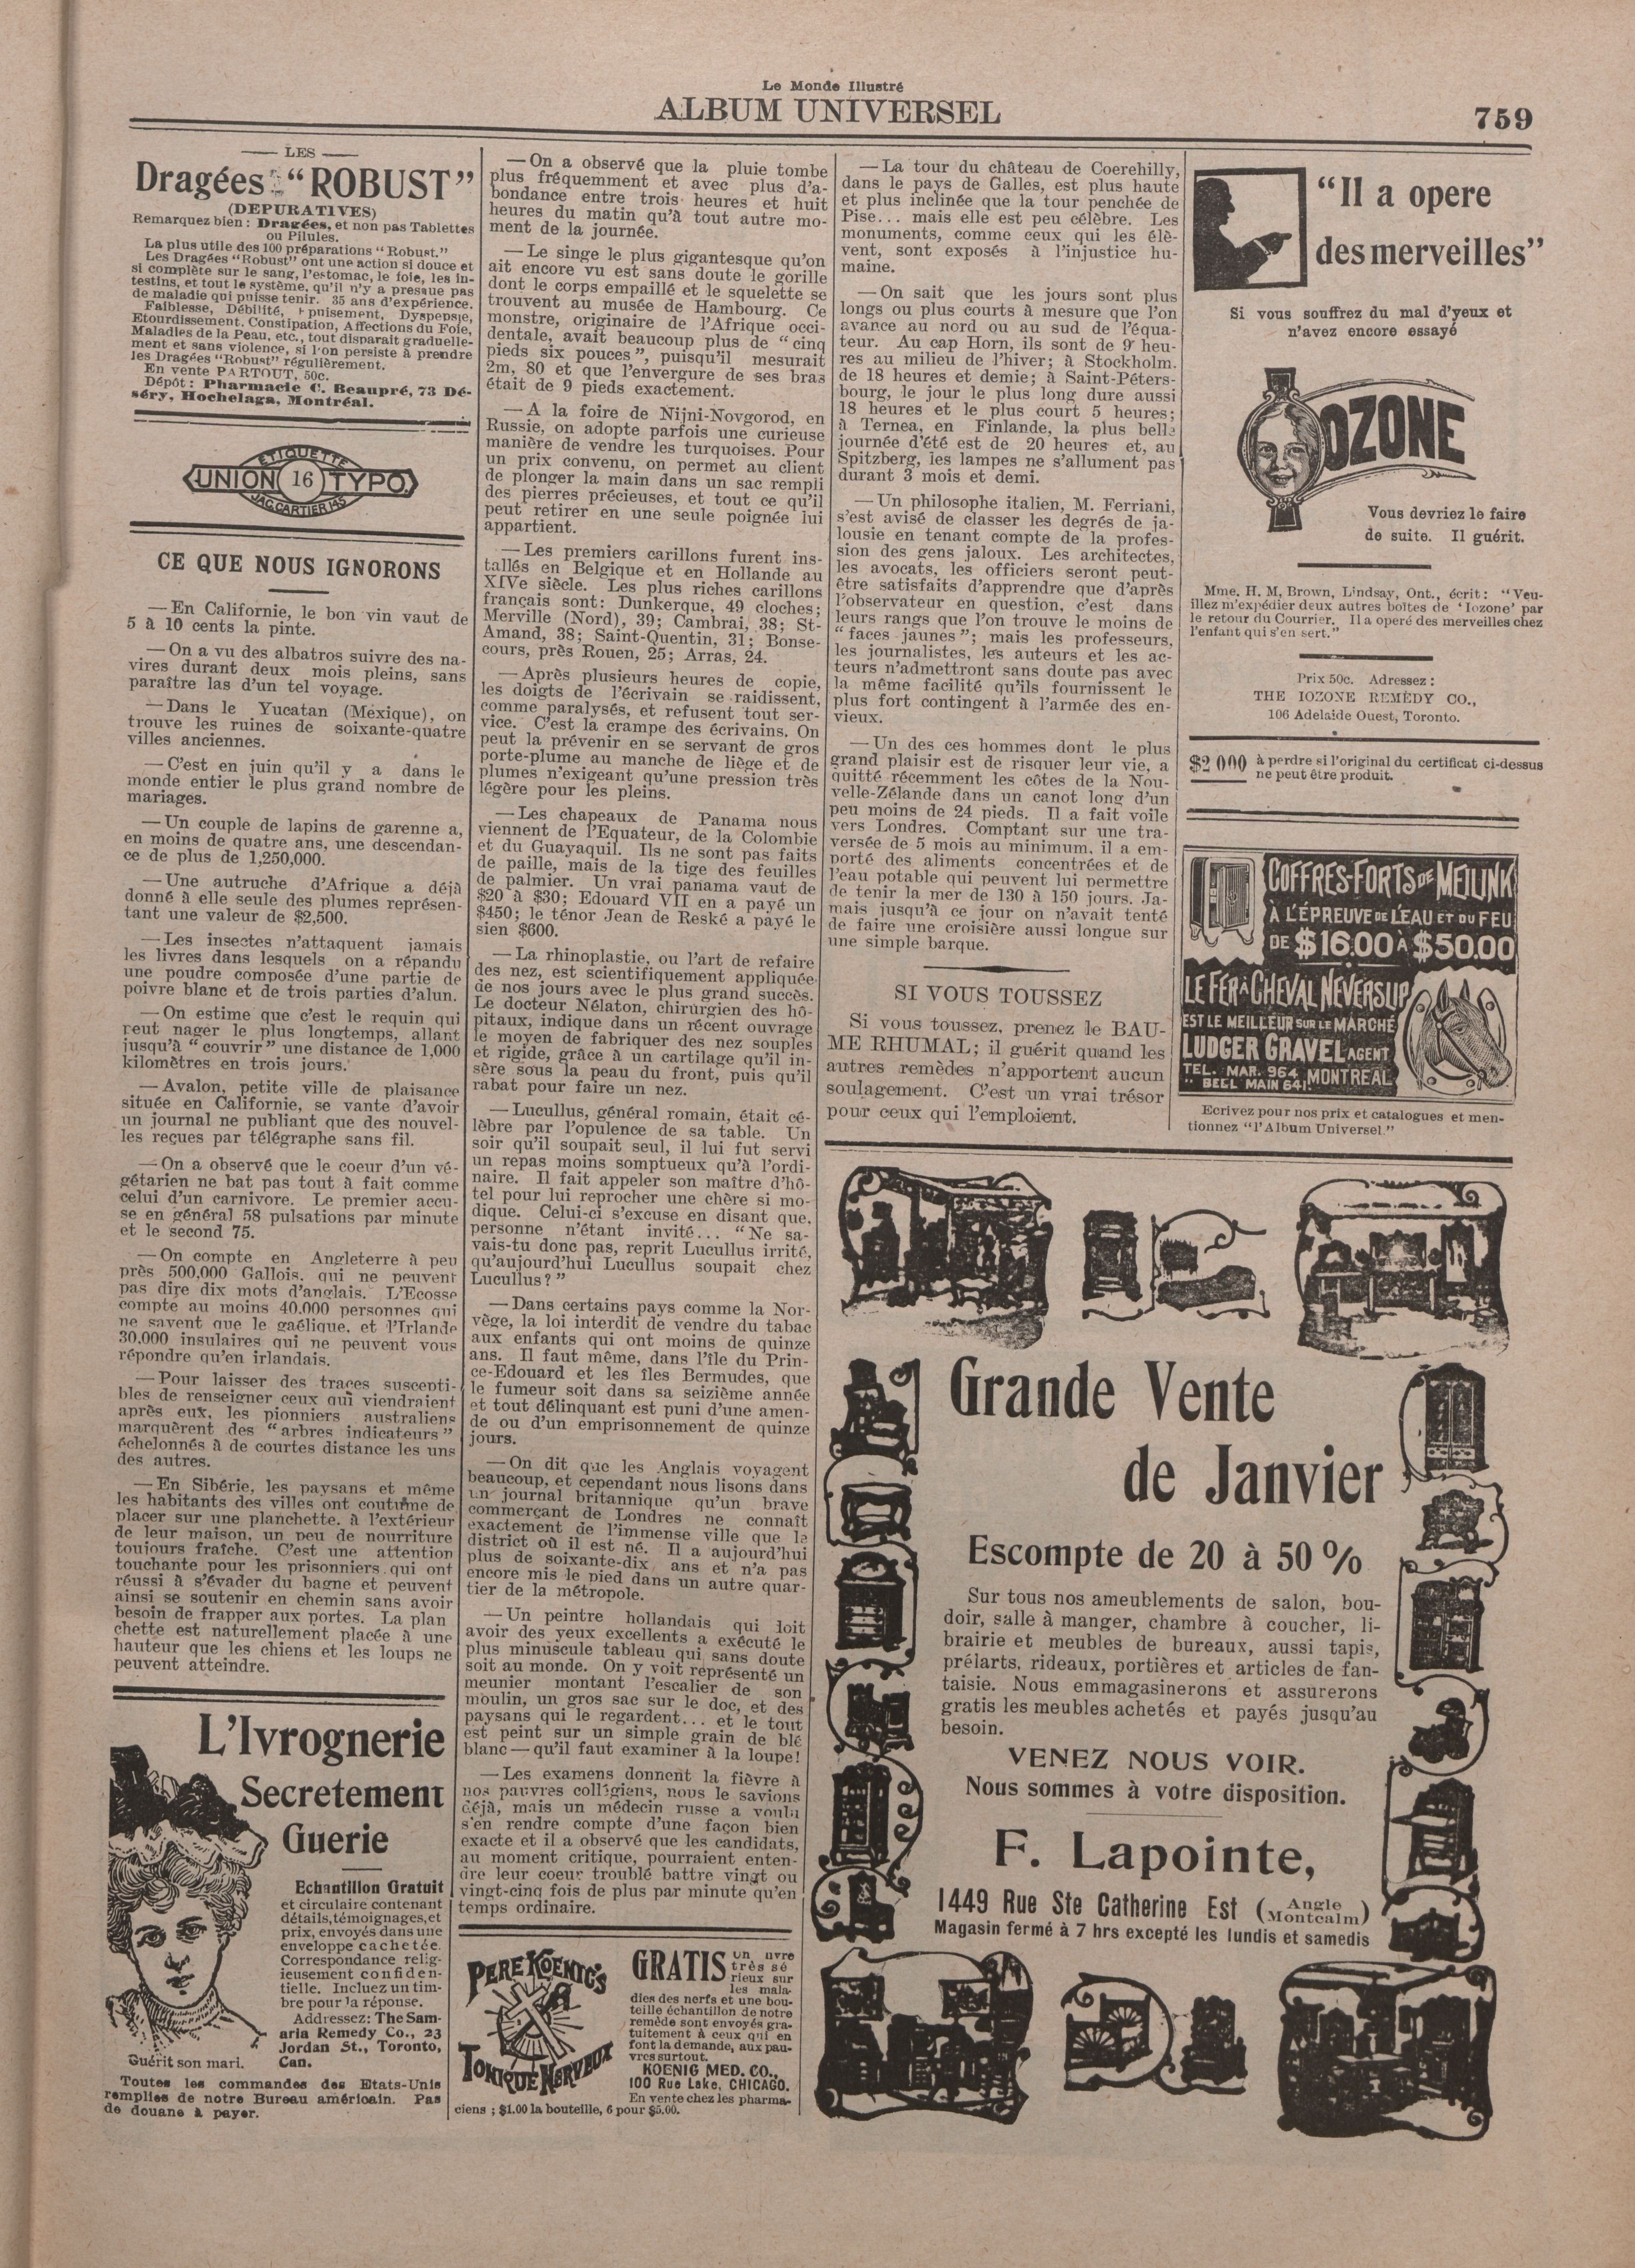 Le Monde Illustré
ALBUM UNIVERSEL
759
LES
Dragées "ROBUST"
(DEPURATIVES)
Remarquez bien : Dragées, et non pas Tablettes
ou Pilules.
La plus utile des 100 préparations "Robust."
Les Dragées "Robust" ont une action si douce et
si complète sur le sang, l'estomac, le foie, les in-
testins, et tout le système, qu'il n'y a presque pas
de maladie qui puisse tenir. 35 ans d'expérience.
Faiblesse, Débilité, Epuisement, Dyspepsie,
Etourdissement, Constipation, Affections du Foie,
Maladies de la Peau, etc., tout disparait graduelle-
ment et sans violence, si l'on persiste à prendre
les Dragées "Robust" régulièrement.
En vente PARTOUT, 50c.
Dépôt : Pharmacie C. Beaupré, 73 Dé-
séry, Hochelaga, Montréal.
ETIQUETTE
UNION 16 TYPO
JAC. CARTIER 145
CE QUE NOUS IGNORONS
—En Californie, le bon vin vaut de
5 à 10 cents la pinte.
—On a vu des albatros suivre des na-
vires durant deux mois pleins, sans
paraître las d'un tel voyage.
—Dans le Yucatan (Mexique), on
trouve les ruines de soixante-quatre
villes anciennes.
—C'est en juin qu'il y a dans le
monde entier le plus grand nombre de
mariages.
—Un couple de lapins de garenne a,
en moins de quatre ans, une descendan-
ce de plus de 1,250,000.
—Une autruche d'Afrique a déjà
donné à elle seule des plumes représen-
tant une valeur de $2,500.
—Les insectes n'attaquent jamais
les livres dans lesquels on a répandu
une poudre composée d'une partie de
poivre blanc et de trois parties d'alun.
—On estime que c'est le requin qui
peut nager le plus longtemps, allant
jusqu'à "couvrir" une distance de 1,000
kilomètres en trois jours.
—Avalon, petite ville de plaisance
située en Californie, se vante d'avoir
un journal ne publiant que des nouvel-
les reçues par télégraphe sans fil.
—On a observé que le coeur d'un vé-
gétarien ne bat pas tout à fait comme
celui d'un carnivore. Le premier accu-
se en général 58 pulsations par minute
et le second 75.
—On compte en Angleterre à peu
près 500,000 Gallois, qui ne peuvent
pas dire dix mots d'anglais. L'Ecosse
compte au moins 40.000 personnes qui
ne savent que le gaélique, et l'Irlande
30,000 insulaires qui ne peuvent vous
répondre qu'en irlandais.
—Pour laisser des traces suscepti-
bles de renseigner ceux qui viendraient
après eux, les pionniers australiens
marquèrent des "arbres indicateurs"
échelonnés à de courtes distance les uns
des autres.
—En Sibérie, les paysans et même
les habitants des villes ont coutume de
placer sur une planchette, à l'extérieur
de leur maison, un peu de nourriture
toujours fraîche. C'est une attention
touchante pour les prisonniers qui ont
réussi à s'évader du bagne et peuvent
ainsi se soutenir en chemin sans avoir
besoin de frapper aux portes. La plan
chette est naturellement placée à une
hauteur que les chiens et les loups ne
peuvent atteindre.
L'Ivrognerie
Secretement
Guerie
Echantillon Gratuit
et circulaire contenant
détails, témoignages, et
prix, envoyés dans une
enveloppe cachetée.
Correspondance relig-
ieusement confiden-
tielle. Incluez un tim-
bre pour la réponse.
Addressez: The Sam-
aria Remedy Co., 23
Jordan St., Toronto,
Can.
Guérit son mari.
Toutes les commandes des Etats-Unis
remplies de notre Bureau américain. Pas
de douane à payer.
—On a observé que la pluie tombe
plus fréquemment et avec plus d'a-
bondance entre trois heures et huit
heures du matin qu'à tout autre mo-
ment de la journée.
—Le singe le plus gigantesque qu'on
ait encore vu est sans doute le gorille
dont le corps empaillé et le squelette se
trouvent au musée de Hambourg. Ce
monstre, originaire de l'Afrique occi-
dentale, avait beaucoup plus de "cinq
pieds six pouces", puisqu'il mesurait
2m, 80 et que l'envergure de ses bras
était de 9 pieds exactement.
—A la foire de Nijni-Novgorod, en
Russie, on adopte parfois une curieuse
manière de vendre les turquoises. Pour
un prix convenu, on permet au client
de plonger la main dans un sac rempli
des pierres précieuses, et tout ce qu'il
peut retirer en une seule poignée lui
appartient.
—Les premiers carillons furent ins-
tallés en Belgique et en Hollande au
XIVe siècle. Les plus riches carillons
français sont: Dunkerque, 49 cloches;
Merville (Nord), 39; Cambrai, 38; St-
Amand, 38; Saint-Quentin, 31; Bonse-
cours, près Rouen, 25; Arras, 24.
—Après plusieurs heures de copie,
les doigts de l'écrivain se raidissent,
comme paralysés, et refusent tout ser-
vice. C'est la crampe des écrivains. On
peut la prévenir en se servant de gros
porte-plume au manche de liège et de
plumes n'exigeant qu'une pression très
légère pour les pleins.
—Les chapeaux de Panama nous
viennent de l'Equateur, de la Colombie
et du Guayaquil. Ils ne sont pas faits
de paille, mais de la tige des feuilles
de palmier. Un vrai panama vaut de
$20 à $30; Edouard VII en a payé un
$450; le ténor Jean de Reské a payé le
sien $600.
—La rhinoplastie, ou l'art de refaire
des nez, est scientifiquement appliquée
de nos jours avec le plus grand succès.
Le docteur Nélaton, chirurgien des hô-
pitaux, indique dans un récent ouvrage
le moyen de fabriquer des nez souples
et rigide, grâce à un cartilage qu'il in-
sère sous la peau du front, puis qu'il
rabat pour faire un nez.
—Lucullus, général romain, était cé-
lèbre par l'opulence de sa table. Un
soir qu'il soupait seul, il lui fut servi
un repas moins somptueux qu'à l'ordi-
naire. Il fait appeler son maître d'hô-
tel pour lui reprocher une chère si mo-
dique. Celui-ci s'excuse en disant que,
personne n'étant invité... "Ne sa-
vais-tu donc pas, reprit Lucullus irrité,
qu'aujourd'hui Lucullus soupait chez
Lucullus?"
—Dans certains pays comme la Nor-
vège, la loi interdit de vendre du tabac
aux enfants qui ont moins de quinze
ans. Il faut même, dans l'île du Prin-
ce-Edouard et les îles Bermudes, que
le fumeur soit dans sa seizième année
et tout délinquant est puni d'une amen-
de ou d'un emprisonnement de quinze
jours.
—On dit que les Anglais voyagent
beaucoup, et cependant nous lisons dans
un journal britannique qu'un brave
commerçant de Londres ne connaît
exactement de l'immense ville que le
district où il est né. Il a aujourd'hui
plus de soixante-dix ans et n'a pas
encore mis le pied dans un autre quar-
tier de la métropole.
—Un peintre hollandais qui loit
avoir des yeux excellents a exécuté le
plus minuscule tableau qui sans doute
soit au monde. On y voit représenté un
meunier montant l'escalier de son
moulin, un gros sac sur le doc, et des
paysans qui le regardent... et le tout
est peint sur un simple grain de blé
blanc—qu'il faut examiner à la loupe!
—Les examens donnent la fièvre à
nos pauvres collégiens, nous le savions
déjà, mais un médecin russe a voulu
s'en rendre compte d'une façon bien
exacte et il a observé que les candidats,
au moment critique, pourraient enten-
dre leur coeur troublé battre vingt ou
vingt-cinq fois de plus par minute qu'en
temps ordinaire.
PERE KOENIG'S
TONIQUE NERVEUX
GRATIS un livre
très sé
rieux sur
les mala-
dies des nerfs et une bou-
teille échantillon de notre
remède sont envoyés gra-
tuitement à ceux qui en
font la demande, aux pau-
vres surtout.
KOENIG MED. CO.,
100 Rue Lake, CHICAGO.
En vente chez les pharma-
ciens ; $1.00 la bouteille, 6 pour $5.00.
—La tour du château de Coerehilly,
dans le pays de Galles, est plus haute
et plus inclinée que la tour penchée de
Pise... mais elle est peu célèbre. Les
monuments, comme ceux qui les élè-
vent, sont exposés à l'injustice hu-
maine.
—On sait que les jours sont plus
longs ou plus courts à mesure que l'on
avance au nord ou au sud de l'équa-
teur. Au cap Horn, ils sont de 9 heu-
res au milieu de l'hiver; à Stockholm.
de 18 heures et demie; à Saint-Péters-
bourg, le jour le plus long dure aussi
18 heures et le plus court 5 heures;
à Ternea, en Finlande, la plus belle
journée d'été est de 20 heures et, au
Spitzberg, les lampes ne s'allument pas
durant 3 mois et demi.
—Un philosophe italien, M. Ferriani,
s'est avisé de classer les degrés de ja-
lousie en tenant compte de la profes-
sion des gens jaloux. Les architectes,
les avocats, les officiers seront peut-
être satisfaits d'apprendre que d'après
l'observateur en question, c'est dans
leurs rangs que l'on trouve le moins de
"faces jaunes"; mais les professeurs,
les journalistes, les auteurs et les ac-
teurs n'admettront sans doute pas avec
la même facilité qu'ils fournissent le
plus fort contingent à l'armée des en-
vieux.
—Un des ces hommes dont le plus
grand plaisir est de risquer leur vie, a
quitté récemment les côtes de la Nou-
velle-Zélande dans un canot long d'un
peu moins de 24 pieds. Il a fait voile
vers Londres. Comptant sur une tra-
versée de 5 mois au minimum, il a em-
porté des aliments concentrées et de
l'eau potable qui peuvent lui permettre
de tenir la mer de 130 à 150 jours. Ja-
mais jusqu'à ce jour on n'avait tenté
de faire une croisière aussi longue sur
une simple barque.
SI VOUS TOUSSEZ
Si vous toussez, prenez le BAU-
ME RHUMAL; il guérit quand les
autres remèdes n'apportent aucun
soulagement. C'est un vrai trésor
pour ceux qui l'emploient.
"Il a opere
des merveilles"
Si vous souffrez du mal d'yeux et
n'avez encore essayé
IOZONE
Vous devriez le faire
de suite. Il guérit.
Mme. H. M. Brown, Lindsay, Ont., écrit : "Veu-
illez m'expédier deux autres boîtes de 'Iozone' par
le retour du Courrier. Il a operé des merveilles chez
l'enfant qui s'en sert."
Prix 50c. Adressez :
THE IOZONE REMEDY CO.,
106 Adelaide Ouest, Toronto.
$2 000 à perdre si l'original du certificat ci-dessus
ne peut être produit.
COFFRES-FORTS DE MEILINK
À L'ÉPREUVE DE L'EAU ET DU FEU
DE $16.00 À $50.00
LE FER À CHEVAL NEVERSLIP
EST LE MEILLEUR SUR LE MARCHÉ
LUDGER GRAVEL AGENT
TEL. MAR. 964
" BELL MAIN 641
MONTREAL
Ecrivez pour nos prix et catalogues et men-
tionnez "l'Album Universel."
Grande Vente
de Janvier
Escompte de 20 à 50 %
Sur tous nos ameublements de salon, bou-
doir, salle à manger, chambre à coucher, li-
brairie et meubles de bureaux, aussi tapis,
prélarts, rideaux, portières et articles de fan-
taisie. Nous emmagasinerons et assurerons
gratis les meubles achetés et payés jusqu'au
besoin.
VENEZ NOUS VOIR.
Nous sommes à votre disposition.
F. Lapointe,
1449 Rue Ste Catherine Est (Angle Montcalm)
Magasin fermé à 7 hrs excepté les lundis et samedis